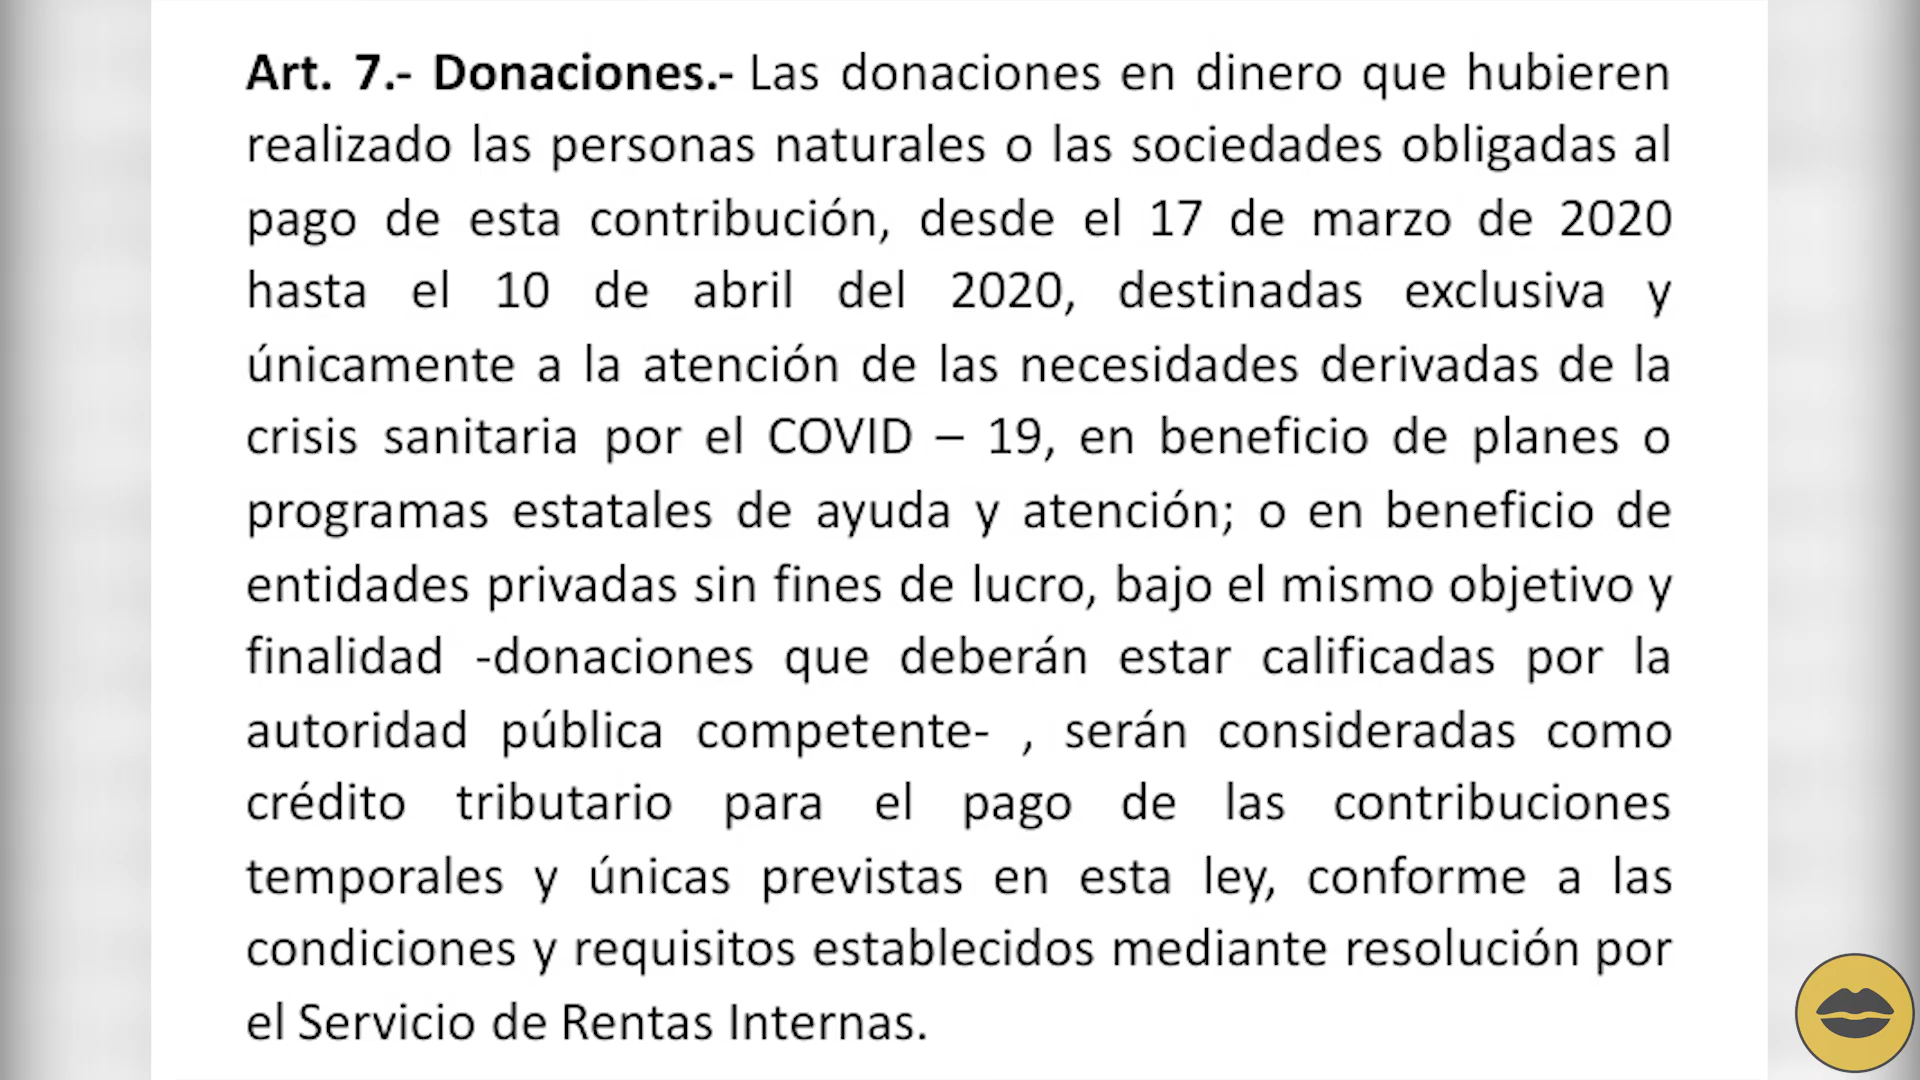 Art. 7.- Donaciones.- Las donaciones en dinero que hubieren
realizado las personas naturales o las sociedades obligadas al
pago de esta contribución, desde el 17 de marzo de 2020
hasta el 10 de abril del 2020, destinadas exclusiva y
únicamente a la atención de las necesidades derivadas de la
crisis sanitaria por el COVID – 19, en beneficio de planes o
programas estatales de ayuda y atención; o en beneficio de
entidades privadas sin fines de lucro, bajo el mismo objetivo y
finalidad -donaciones que deberán estar calificadas por la
autoridad pública competente- , serán consideradas como
crédito tributario para el pago de las contribuciones
temporales y únicas previstas en esta ley, conforme a las
condiciones y requisitos establecidos mediante resolución por
el Servicio de Rentas Internas.